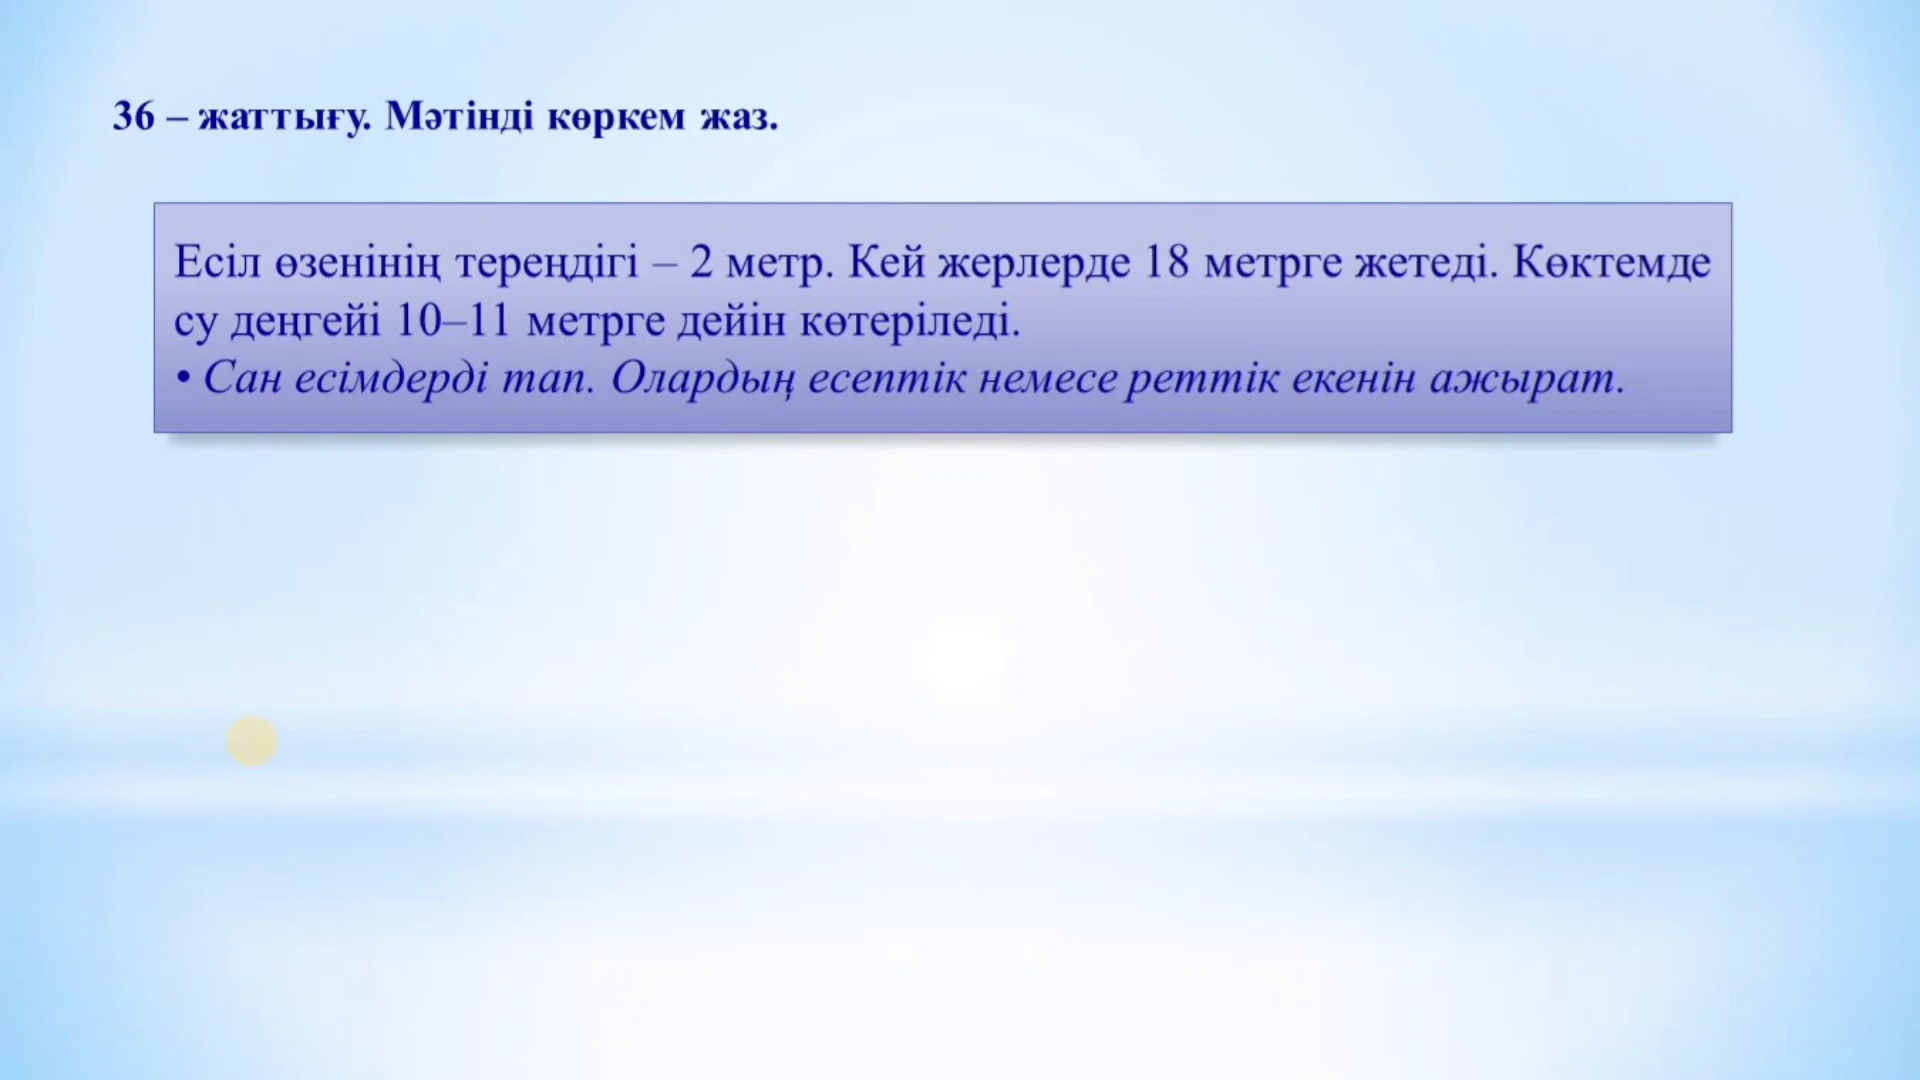 36 – жаттығу. Мәтінді көркем жаз.
Есіл өзенінің тереңдігі – 2 метр. Кей жерлерде 18 метрге жетеді. Көктемде
су деңгейі 10–11 метрге дейін көтеріледі.
• Сан есімдерді тап. Олардың есептік немесе реттік екенін ажырат.